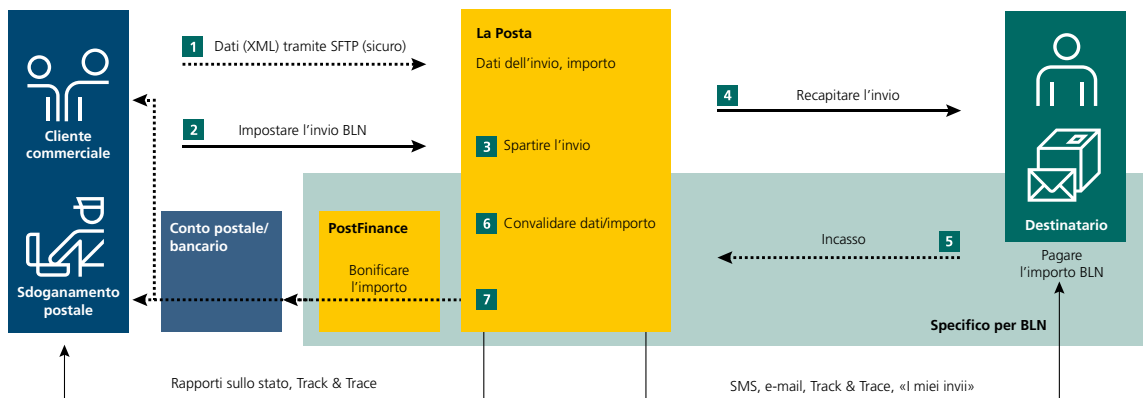 Cliente
commerciale
Sdoganamento
postale
1 Dati (XML) tramite SFTP (sicuro)
2 Impostare l’invio BLN
Conto postale/
bancario
PostFinance
Bonificare
l’importo
La Posta
Dati dell’invio, importo
3 Spartire l’invio
6 Convalidare dati/importo
7
4 Recapitare l’invio
Incasso 5
Destinatario
Pagare
l’importo BLN
Specifico per BLN
Rapporti sullo stato, Track & Trace
SMS, e-mail, Track & Trace, «I miei invii»